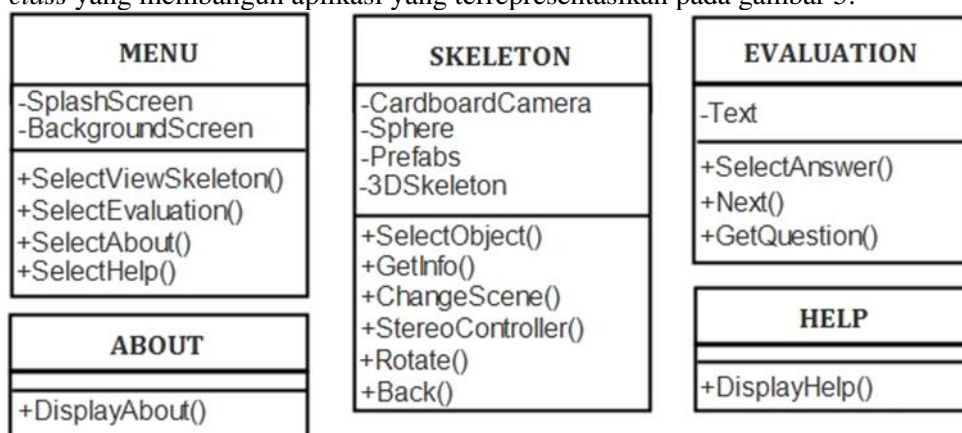 class yang membangun aplikasi yang terrepresentasikan pada gambar 3.
MENU
-SplashScreen
-BackgroundScreen
+SelectViewSkeleton()
+SelectEvaluation()
+SelectAbout()
+SelectHelp()
ABOUT
+DisplayAbout()
SKELETON
-CardboardCamera
-Sphere
-Prefabs
-3DSkeleton
+SelectObject()
+GetInfo()
+ChangeScene()
+StereoController()
+Rotate()
+Back()
EVALUATION
-Text
+SelectAnswer()
+Next()
+GetQuestion()
HELP
+DisplayHelp()